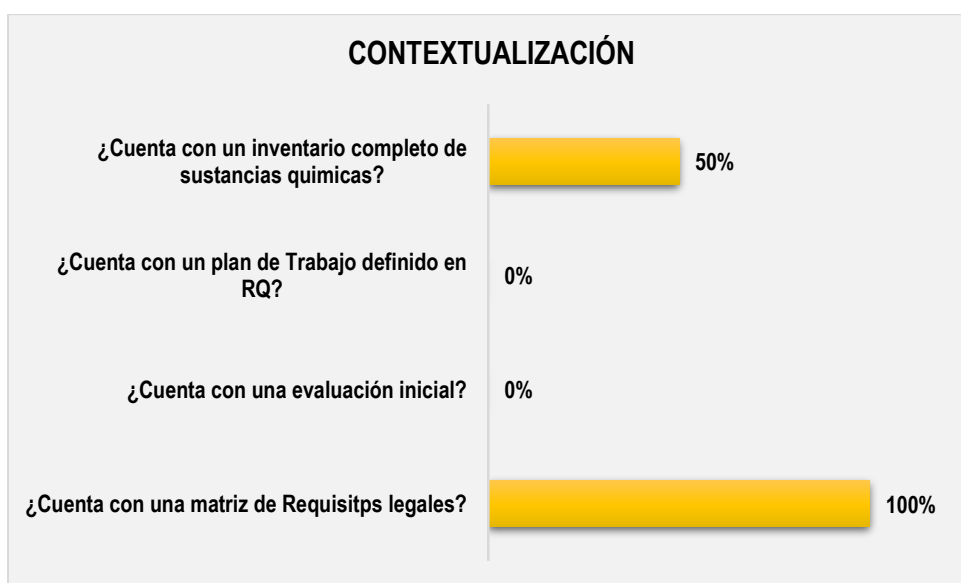 CONTEXTUALIZACIÓN
¿Cuenta con un inventario completo de
sustancias quimicas?
50%
¿Cuenta con un plan de Trabajo definido en
RQ?
0%
¿Cuenta con una evaluación inicial?
0%
¿Cuenta con una matriz de Requisitps legales?
100%